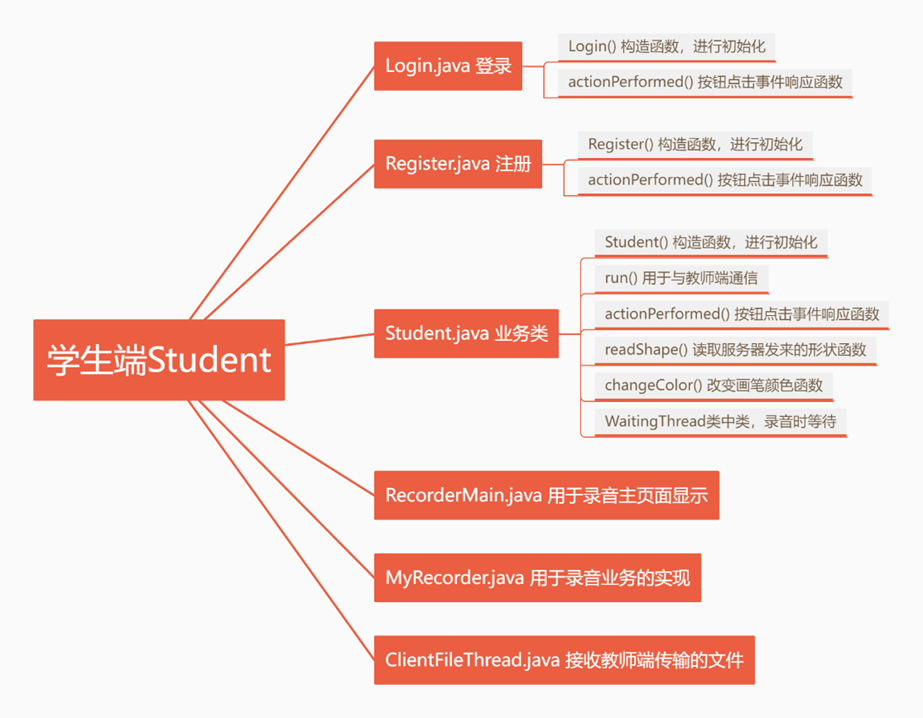 学生端Student
Login.java 登录
Login() 构造函数，进行初始化
actionPerformed() 按钮点击事件响应函数
Register.java 注册
Register() 构造函数，进行初始化
actionPerformed() 按钮点击事件响应函数
Student.java 业务类
Student() 构造函数，进行初始化
run() 用于与教师端通信
actionPerformed() 按钮点击事件响应函数
readShape() 读取服务器发来的形状函数
changeColor() 改变画笔颜色函数
WaitingThread类中类，录音时等待
RecorderMain.java 用于录音主页面显示
MyRecorder.java 用于录音业务的实现
ClientFileThread.java 接收教师端传输的文件